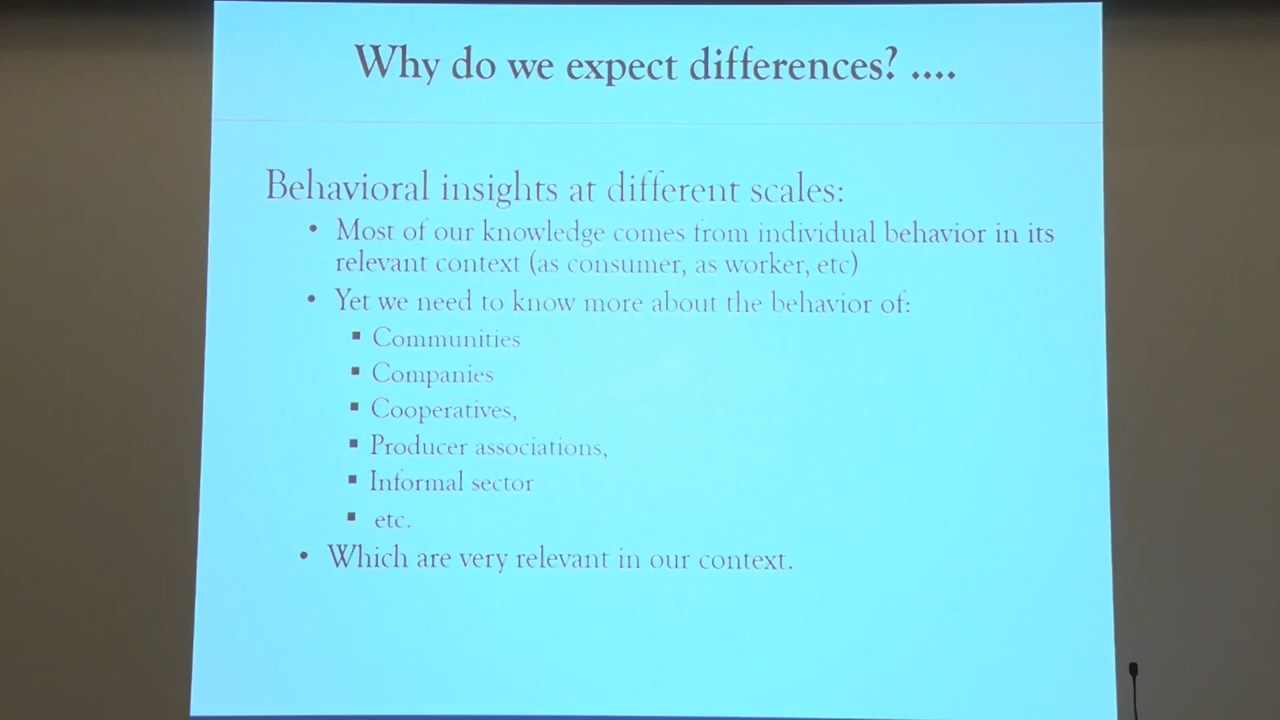 Why do we expect differences? ....
Behavioral insights at different scales:
• Most of our knowledge comes from individual behavior in its
relevant context (as consumer, as worker, etc)
• Yet we need to know more about the behavior of:
▪ Communities
▪ Companies
▪ Cooperatives,
▪ Producer associations,
▪ Informal sector
▪ etc.
• Which are very relevant in our context.